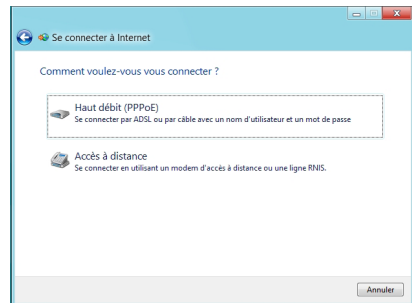 Se connecter à Internet
Comment voulez-vous vous connecter ?
Haut débit (PPPoE)
Se connecter par ADSL ou par câble avec un nom d'utilisateur et un mot de passe
Accès à distance
Se connecter en utilisant un modem d'accès à distance ou une ligne RNIS.
Annuler